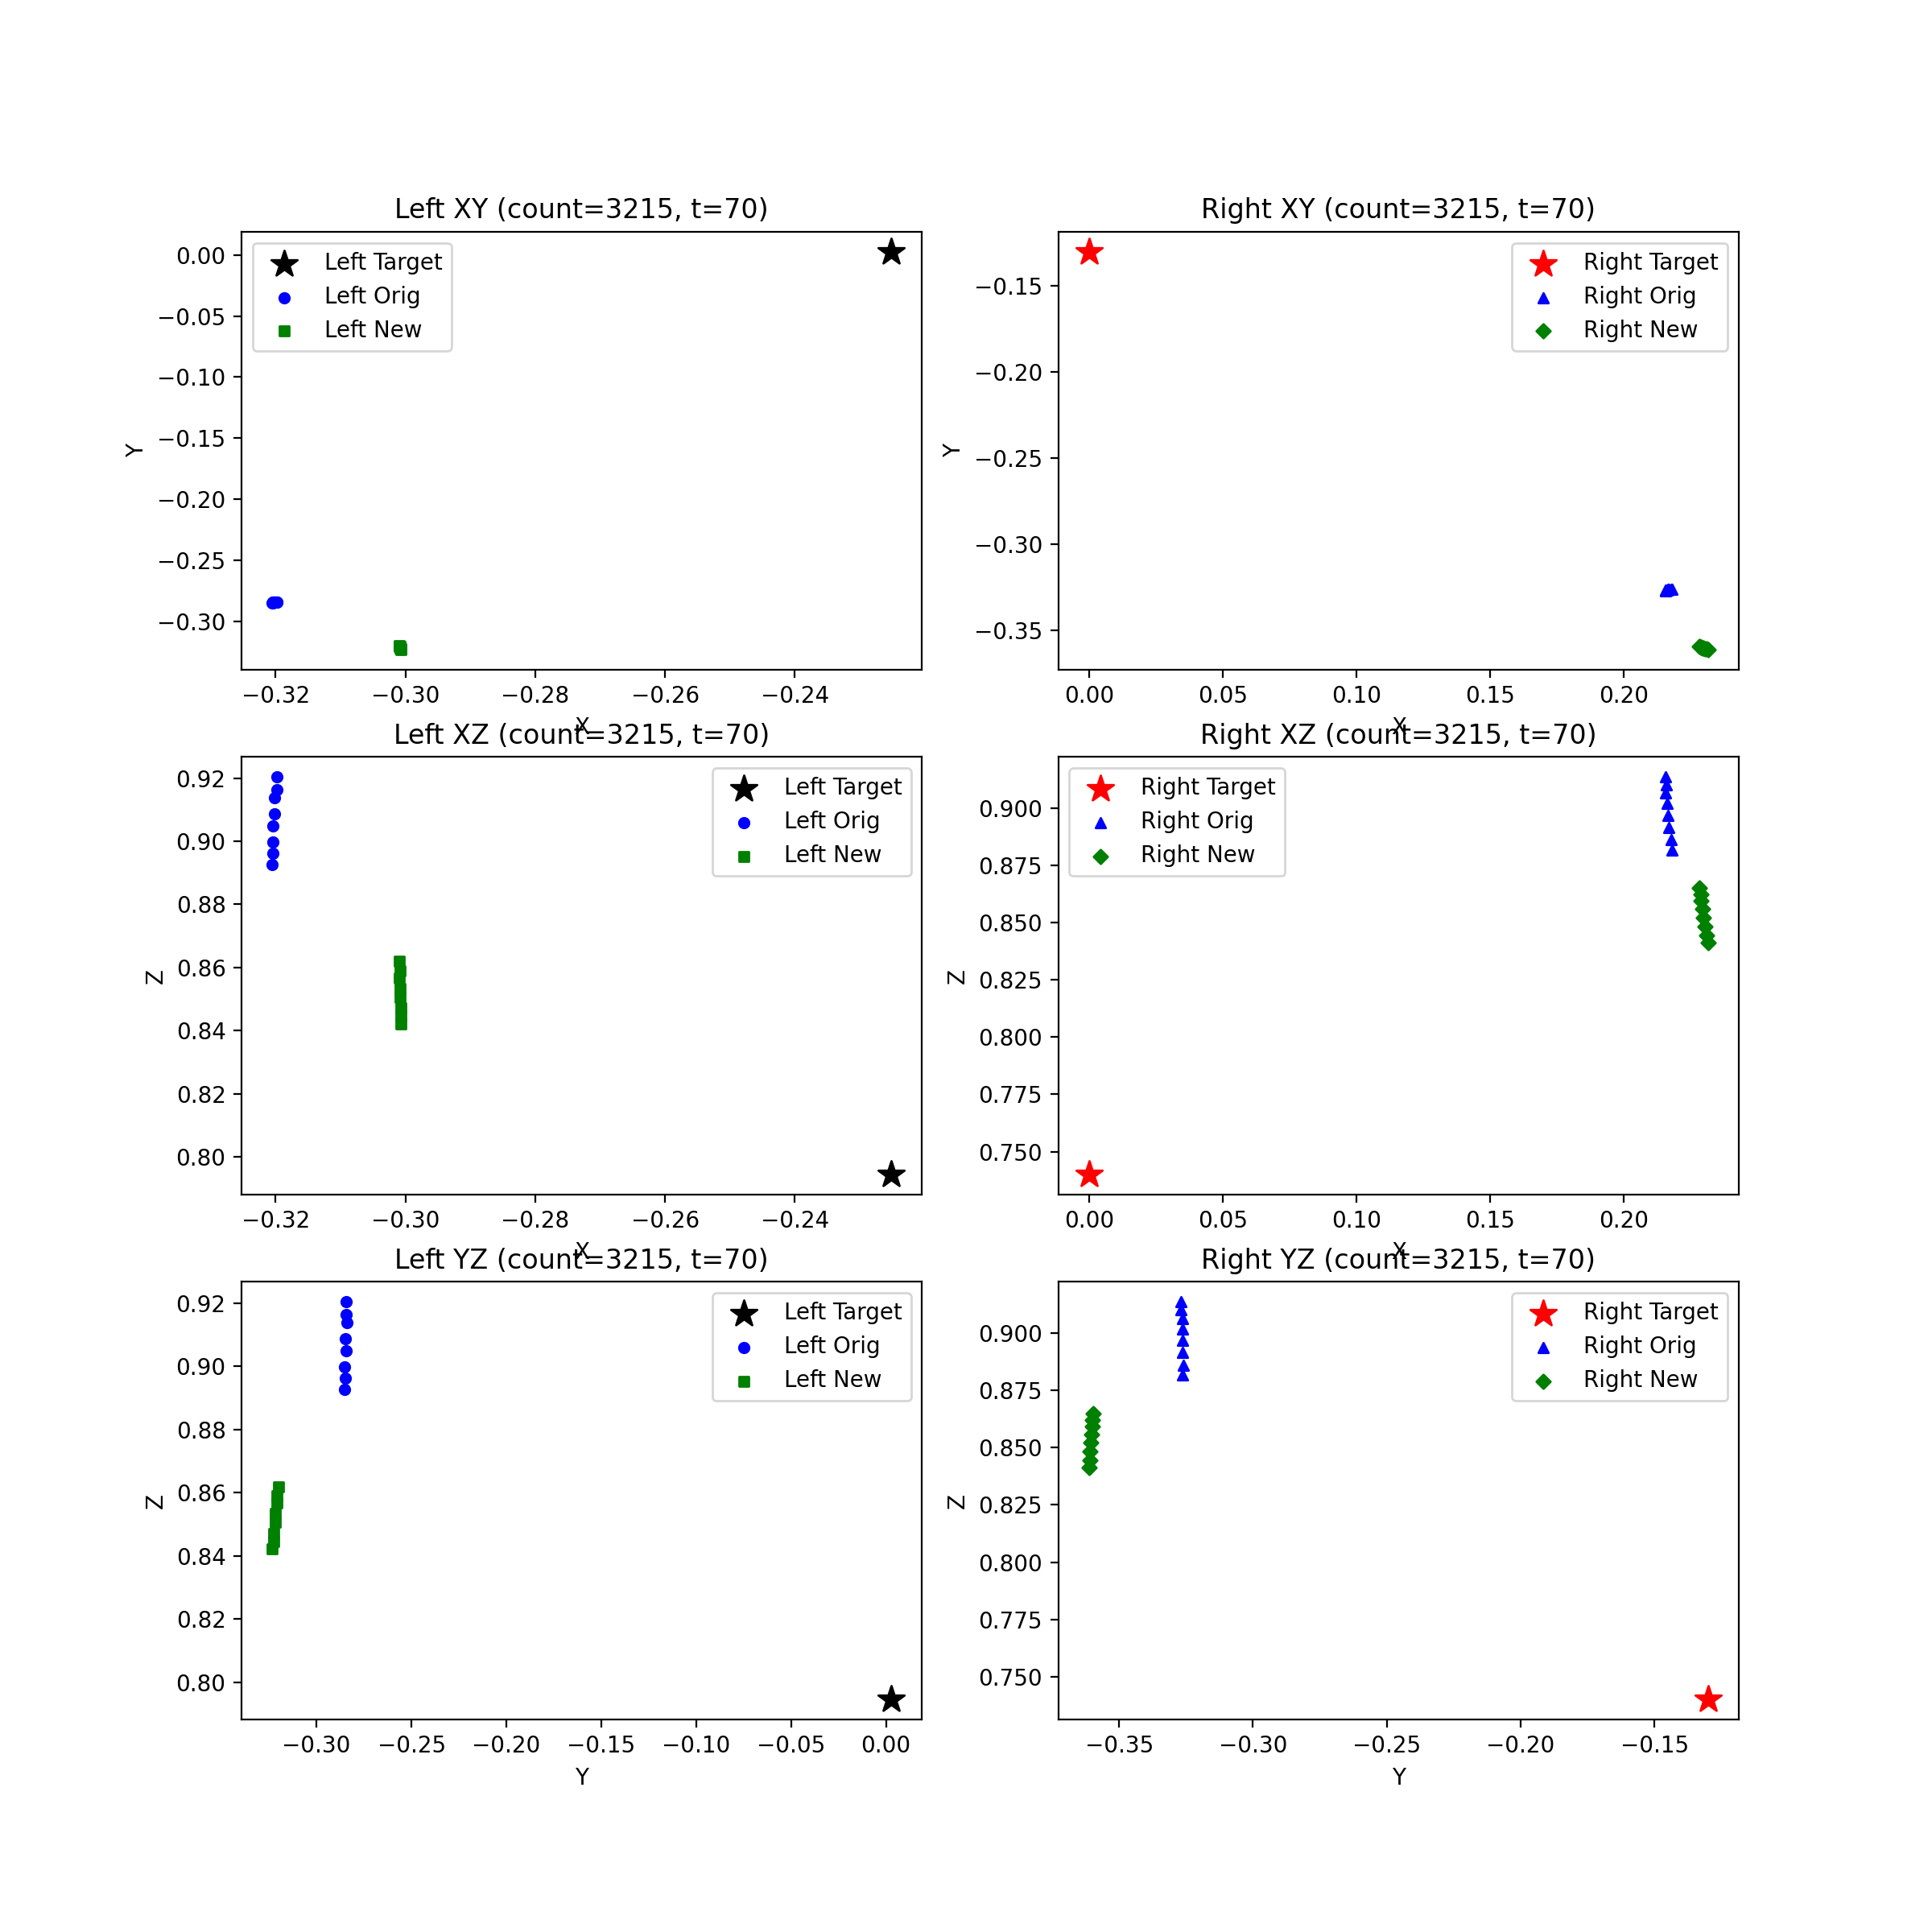 Left XY (count=3215, t=70)
Left Target
Left Orig
Left New
0.00
−0.05
−0.10
−0.15
−0.20
−0.25
−0.30
Y
−0.32
−0.30
−0.28
−0.26
−0.24
X
Right XY (count=3215, t=70)
Right Target
Right Orig
Right New
−0.15
−0.20
−0.25
−0.30
−0.35
Y
0.00
0.05
0.10
0.15
0.20
X
Left XZ (count=3215, t=70)
Left Target
Left Orig
Left New
0.92
0.90
0.88
0.86
0.84
0.82
0.80
Z
−0.32
−0.30
−0.28
−0.26
−0.24
X
Right XZ (count=3215, t=70)
Right Target
Right Orig
Right New
0.900
0.875
0.850
0.825
0.800
0.775
0.750
Z
0.00
0.05
0.10
0.15
0.20
X
Left YZ (count=3215, t=70)
Left Target
Left Orig
Left New
0.92
0.90
0.88
0.86
0.84
0.82
0.80
Z
−0.30
−0.25
−0.20
−0.15
−0.10
−0.05
0.00
Y
Right YZ (count=3215, t=70)
Right Target
Right Orig
Right New
0.900
0.875
0.850
0.825
0.800
0.775
0.750
Z
−0.35
−0.30
−0.25
−0.20
−0.15
Y